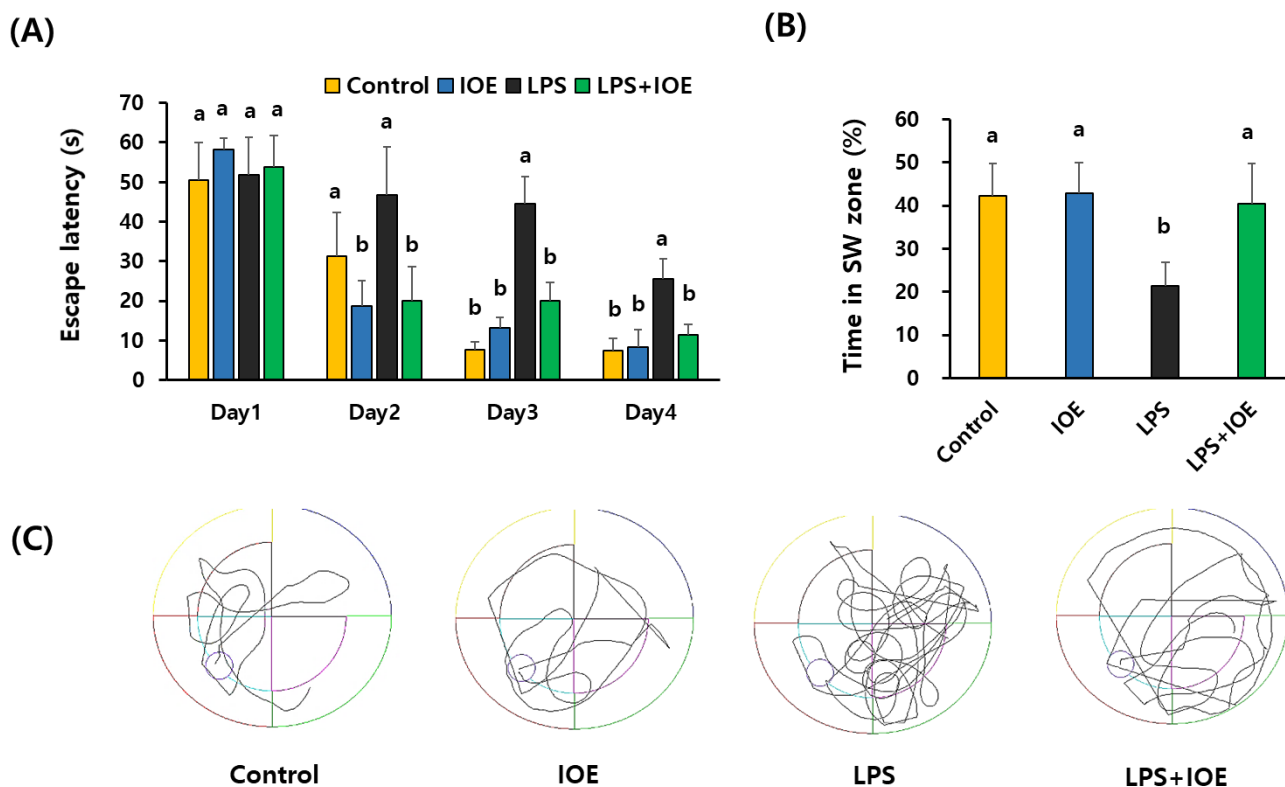 (A)
Control IOE LPS LPS+IOE
Escape latency (s)
70
60
50
40
30
20
10
0
a a a a
a b a b
b b a b
b b a b
Day1 Day2 Day3 Day4
(B)
Time in SW zone (%)
60
50
40
30
20
10
0
a a b a
Control IOE LPS LPS+IOE
(C)
Control IOE LPS LPS+IOE